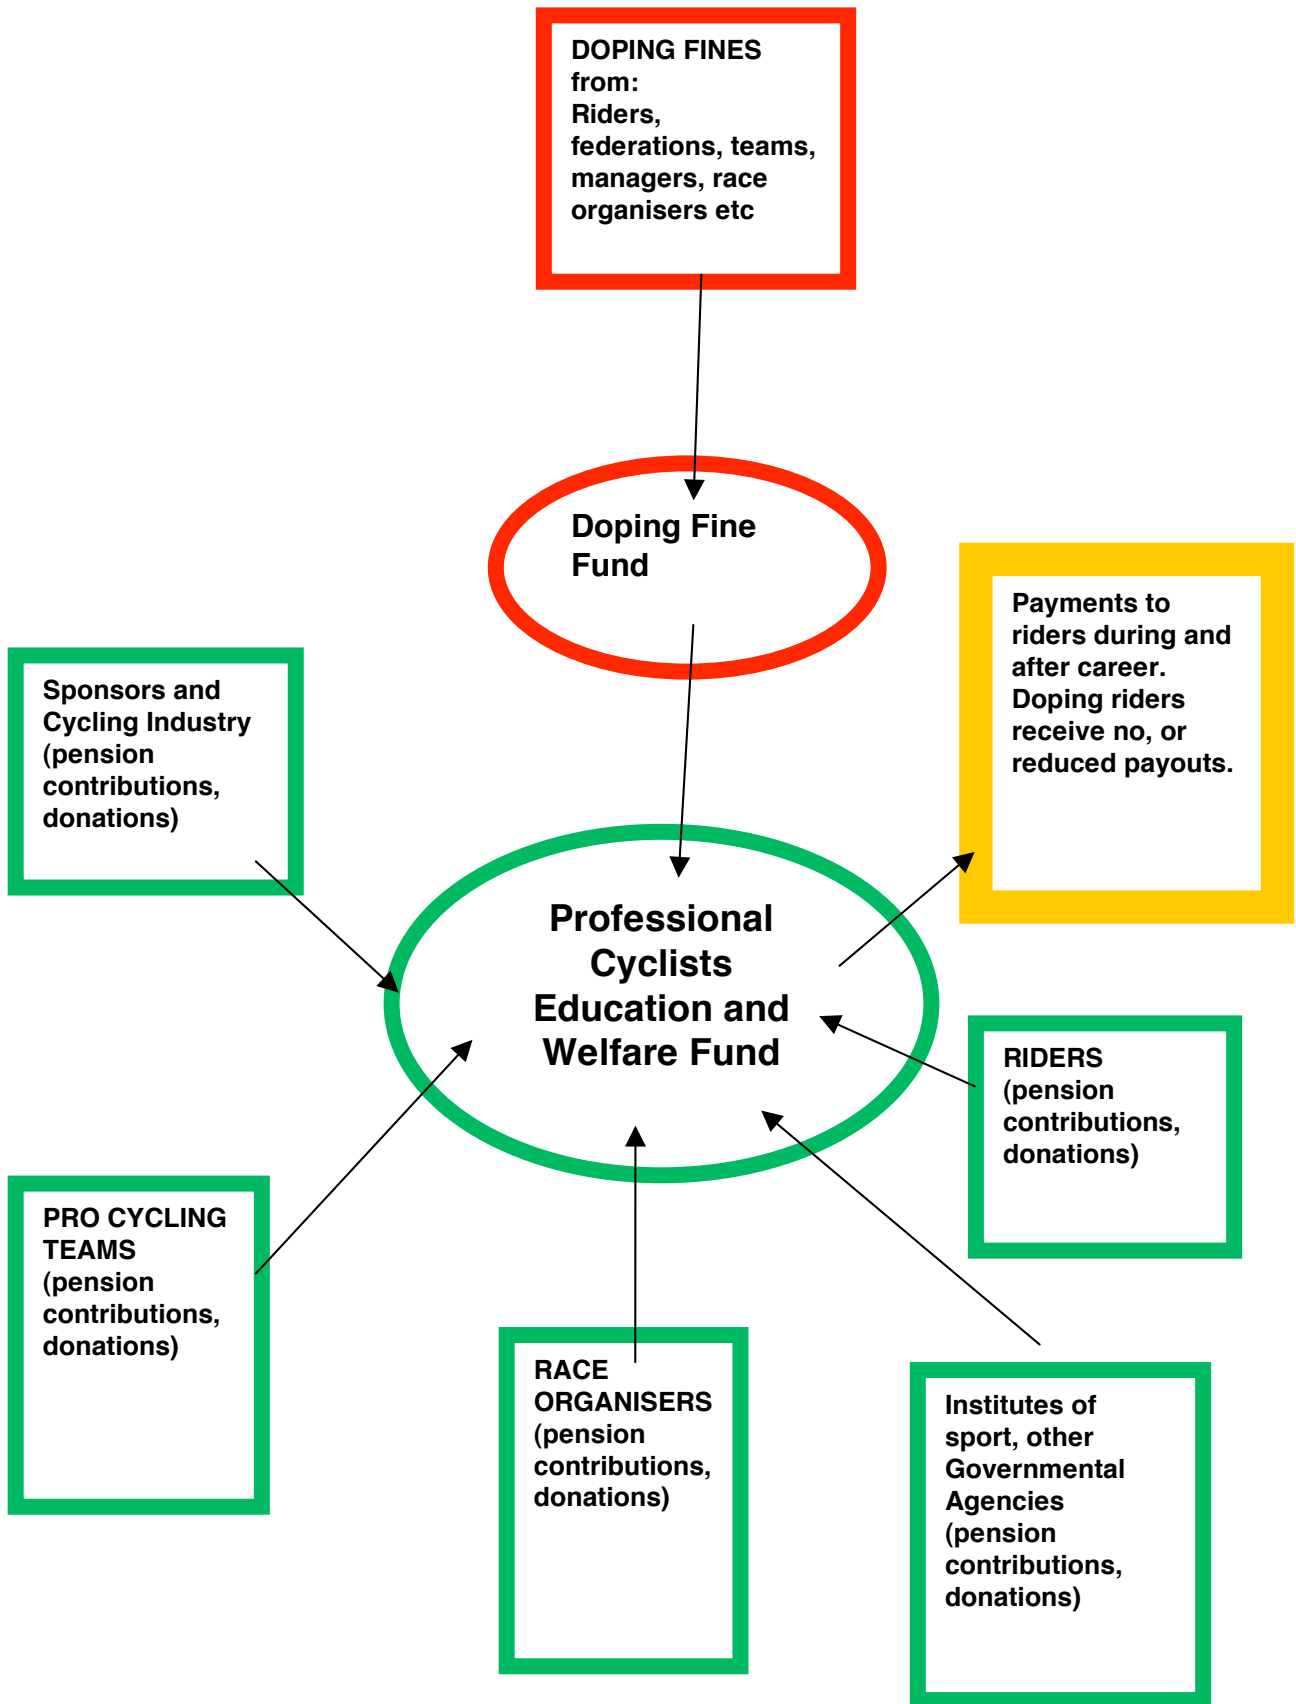 DOPING FINES
from:
Riders,
federations, teams,
managers, race
organisers etc
Doping Fine
Fund
Payments to
riders during and
after career.
Doping riders
receive no, or
reduced payouts.
Sponsors and
Cycling Industry
(pension
contributions,
donations)
Professional
Cyclists
Education and
Welfare Fund
RIDERS
(pension
contributions,
donations)
PRO CYCLING
TEAMS
(pension
contributions,
donations)
RACE
ORGANISERS
(pension
contributions,
donations)
Institutes of
sport, other
Governmental
Agencies
(pension
contributions,
donations)